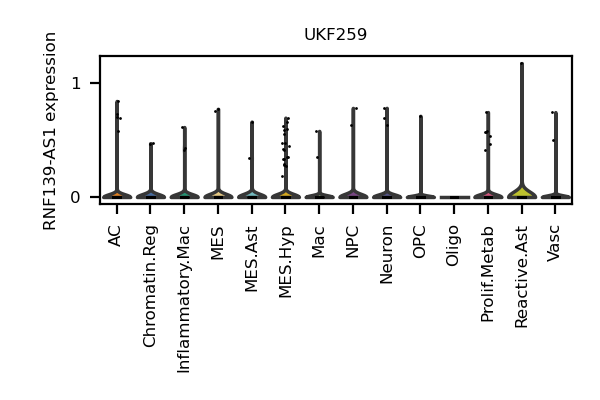 UKF259
RNF139-AS1 expression
1
0
AC
Chromatin.Reg
Inflammatory.Mac
MES
MES.Ast
MES.Hyp
Mac
NPC
Neuron
OPC
Oligo
Prolif.Metab
Reactive.Ast
Vasc